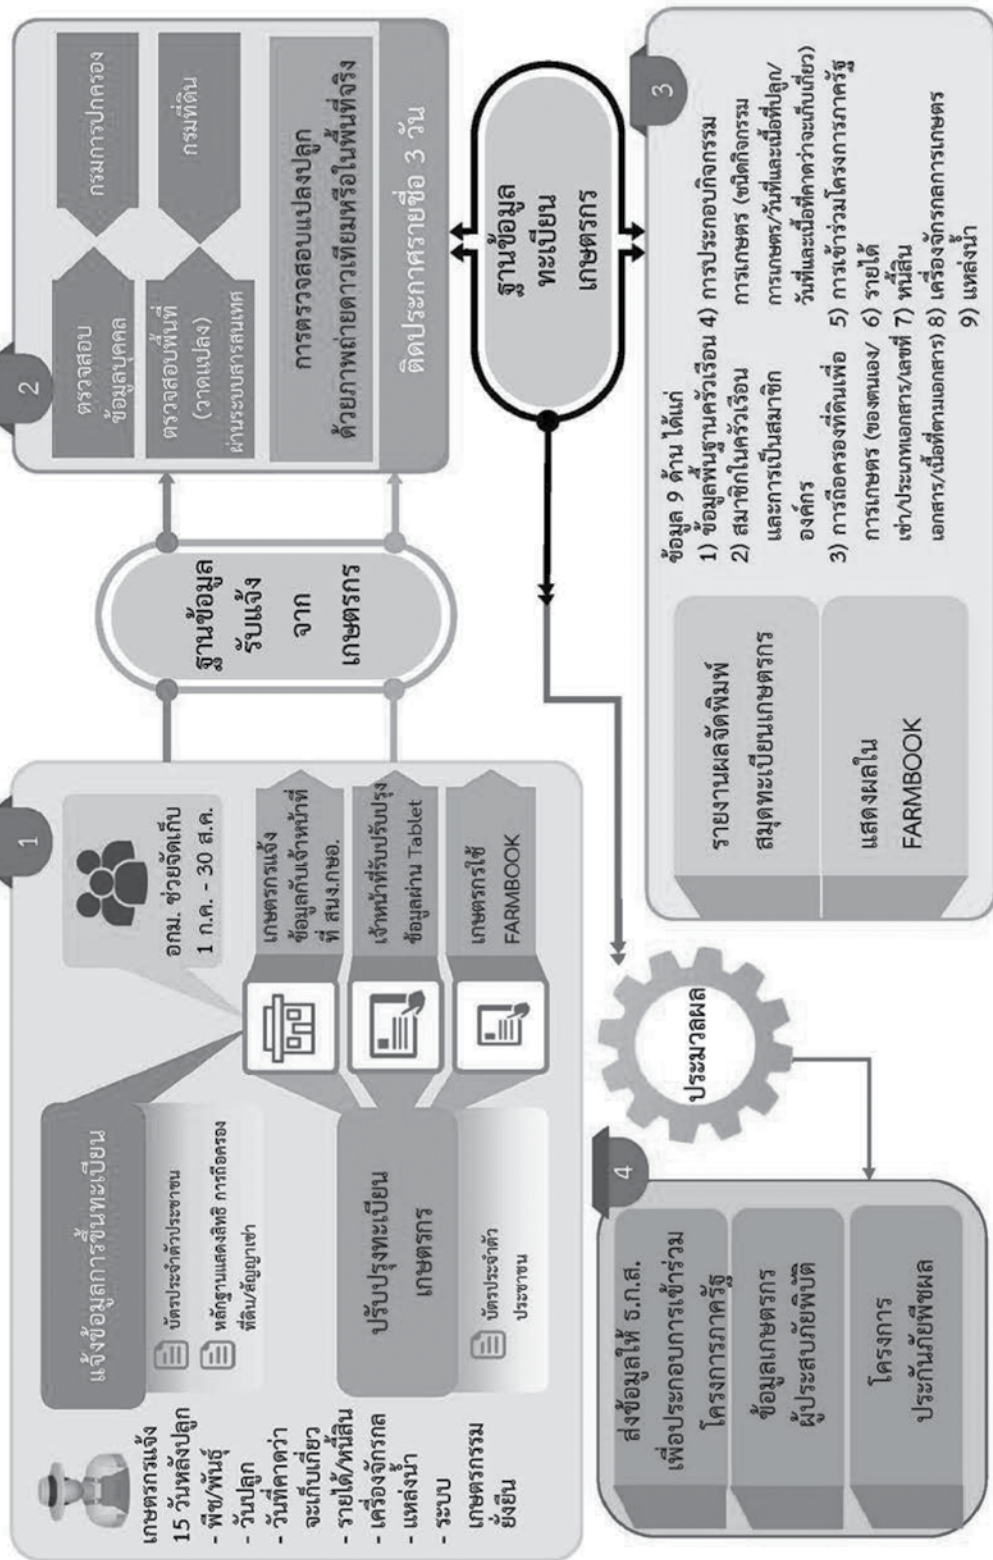 1
แจ้งข้อมูลการขึ้นทะเบียน
บัตรประจำตัวประชาชน
หลักฐานแสดงสิทธิ การถือครอง
ที่ดิน/สัญญาเช่า
อกม. ช่วยจัดเก็บ
1 ก.ค. - 30 ส.ค.
เกษตรกรแจ้ง
15 วันหลังปลูก
- พืช/พันธุ์
- วันปลูก
- วันที่คาดว่า
จะเก็บเกี่ยว
- รายได้/หนี้สิน
- เครื่องจักรกล
- แหล่งน้ำ
- ระบบ
เกษตรกรรม
ยั่งยืน
ปรับปรุงทะเบียน
เกษตรกร
บัตรประจำตัว
ประชาชน
เกษตรกรแจ้ง
ข้อมูลกับเจ้าหน้าที่
ที่ สนง.กษอ.
เจ้าหน้าที่รับปรับปรุง
ข้อมูลผ่าน Tablet
เกษตรกรใช้
FARMBOOK
ฐานข้อมูล
รับแจ้ง
จาก
เกษตรกร
2
ตรวจสอบ
ข้อมูลบุคคล
กรมการปกครอง
ตรวจสอบพื้นที่
(วาดแปลง)
ผ่านระบบสารสนเทศ
กรมที่ดิน
การตรวจสอบแปลงปลูก
ด้วยภาพถ่ายดาวเทียมหรือในพื้นที่จริง
ติดประกาศรายชื่อ 3 วัน
ฐานข้อมูล
ทะเบียน
เกษตรกร
3
รายงานผลจัดพิมพ์
สมุดทะเบียนเกษตรกร
แสดงผลใน
FARMBOOK
ข้อมูล 9 ด้าน ได้แก่
1) ข้อมูลพื้นฐานครัวเรือน
2) สมาชิกในครัวเรือน
และการเป็นสมาชิก
องค์กร
3) การถือครองที่ดินเพื่อ
การเกษตร (ของตนเอง/
เช่า/ประเภทเอกสาร/เลขที่
เอกสาร/เนื้อที่ตามเอกสาร)
4) การประกอบกิจกรรม
การเกษตร (ชนิดกิจกรรม
การเกษตร/วันที่และเนื้อที่ปลูก/
วันที่และเนื้อที่คาดว่าจะเก็บเกี่ยว)
5) การเข้าร่วมโครงการภาครัฐ
6) รายได้
7) หนี้สิน
8) เครื่องจักรกลการเกษตร
9) แหล่งน้ำ
ประมวลผล
4
ส่งข้อมูลให้ ธ.ก.ส.
เพื่อประกอบการเข้าร่วม
โครงการภาครัฐ
ข้อมูลเกษตรกร
ผู้ประสบภัยพิบัติ
โครงการ
ประกันภัยพืชผล